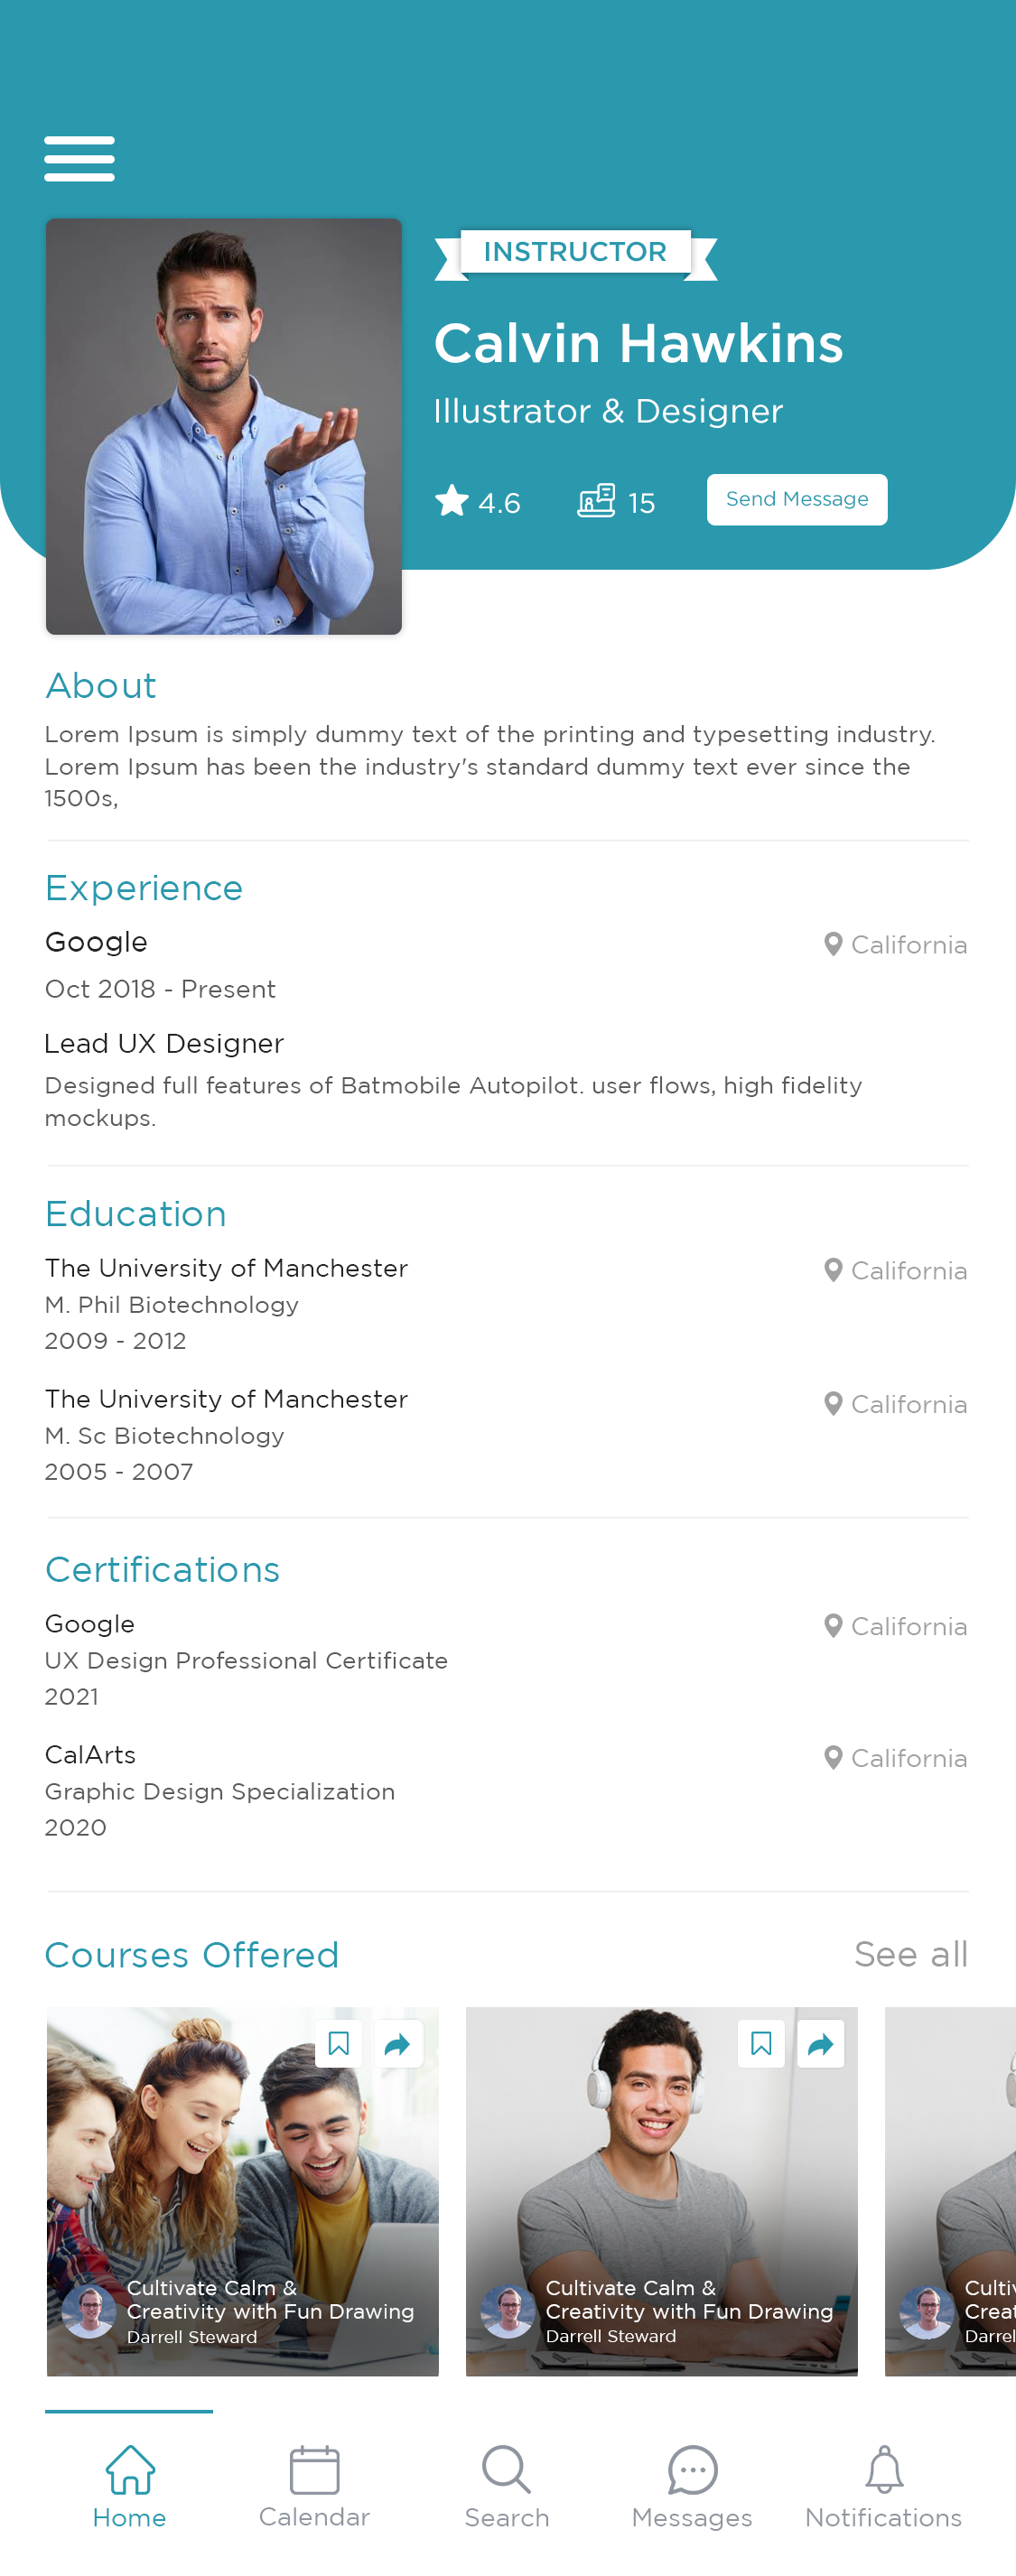 INSTRUCTOR
Calvin Hawkins
Illustrator & Designer
4.6
15
Send Message
About
Lorem Ipsum is simply dummy text of the printing and typesetting industry.
Lorem Ipsum has been the industry's standard dummy text ever since the
1500s,
Experience
Google
California
Oct 2018 - Present
Lead UX Designer
Designed full features of Batmobile Autopilot. user flows, high fidelity
mockups.
Education
The University of Manchester
California
M. Phil Biotechnology
2009 - 2012
The University of Manchester
California
M. Sc Biotechnology
2005 - 2007
Certifications
Google
California
UX Design Professional Certificate
2021
CalArts
California
Graphic Design Specialization
2020
Courses Offered
See all
Cultivate Calm &
Creativity with Fun Drawing
Darrell Steward
Cultivate Calm &
Creativity with Fun Drawing
Darrell Steward
Home
Calendar
Search
Messages
Notifications